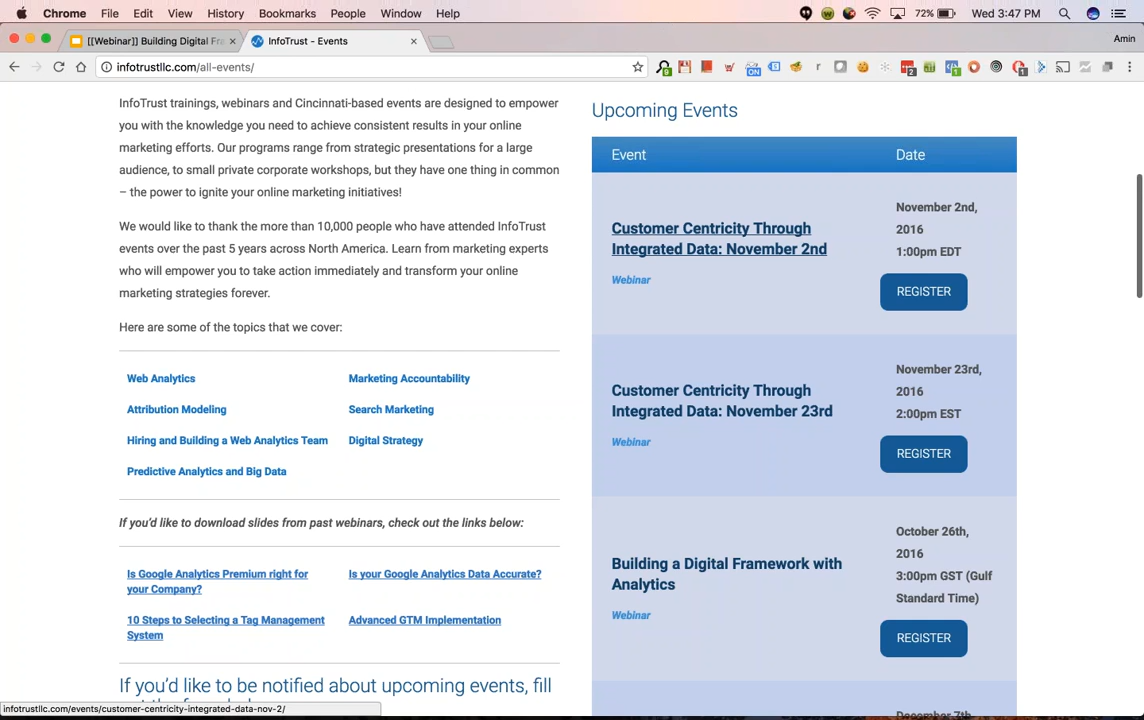 Chrome File Edit View History Bookmarks People Window Help 72% Wed 3:47 PM
[[Webinar]] Building Digital Fra InfoTrust - Events Amin
infotrustllc.com/all-events/
InfoTrust trainings, webinars and Cincinnati-based events are designed to empower
you with the knowledge you need to achieve consistent results in your online
marketing efforts. Our programs range from strategic presentations for a large
audience, to small private corporate workshops, but they have one thing in common
– the power to ignite your online marketing initiatives!
We would like to thank the more than 10,000 people who have attended InfoTrust
events over the past 5 years across North America. Learn from marketing experts
who will empower you to take action immediately and transform your online
marketing strategies forever.
Here are some of the topics that we cover:
Web Analytics Marketing Accountability
Attribution Modeling Search Marketing
Hiring and Building a Web Analytics Team Digital Strategy
Predictive Analytics and Big Data
If you'd like to download slides from past webinars, check out the links below:
Is Google Analytics Premium right for
your Company?
Is your Google Analytics Data Accurate?
10 Steps to Selecting a Tag Management
System
Advanced GTM Implementation
If you'd like to be notified about upcoming events, fill
Upcoming Events
Event Date
Customer Centricity Through
Integrated Data: November 2nd
Webinar
November 2nd,
2016
1:00pm EDT
REGISTER
Customer Centricity Through
Integrated Data: November 23rd
Webinar
November 23rd,
2016
2:00pm EST
REGISTER
Building a Digital Framework with
Analytics
Webinar
October 26th,
2016
3:00pm GST (Gulf
Standard Time)
REGISTER
December 7th
infotrustllc.com/events/customer-centricity-integrated-data-nov-2/